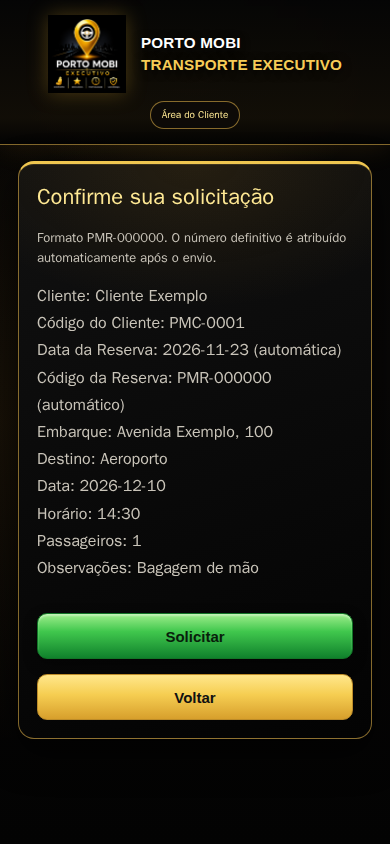 PORTO MOBI
EXECUTIVO
PORTO MOBI
TRANSPORTE EXECUTIVO
Área do Cliente
Confirme sua solicitação
Formato PMR-000000. O número definitivo é atribuído
automaticamente após o envio.
Cliente: Cliente Exemplo
Código do Cliente: PMC-0001
Data da Reserva: 2026-11-23 (automática)
Código da Reserva: PMR-000000
(automático)
Embarque: Avenida Exemplo, 100
Destino: Aeroporto
Data: 2026-12-10
Horário: 14:30
Passageiros: 1
Observações: Bagagem de mão
Solicitar
Voltar